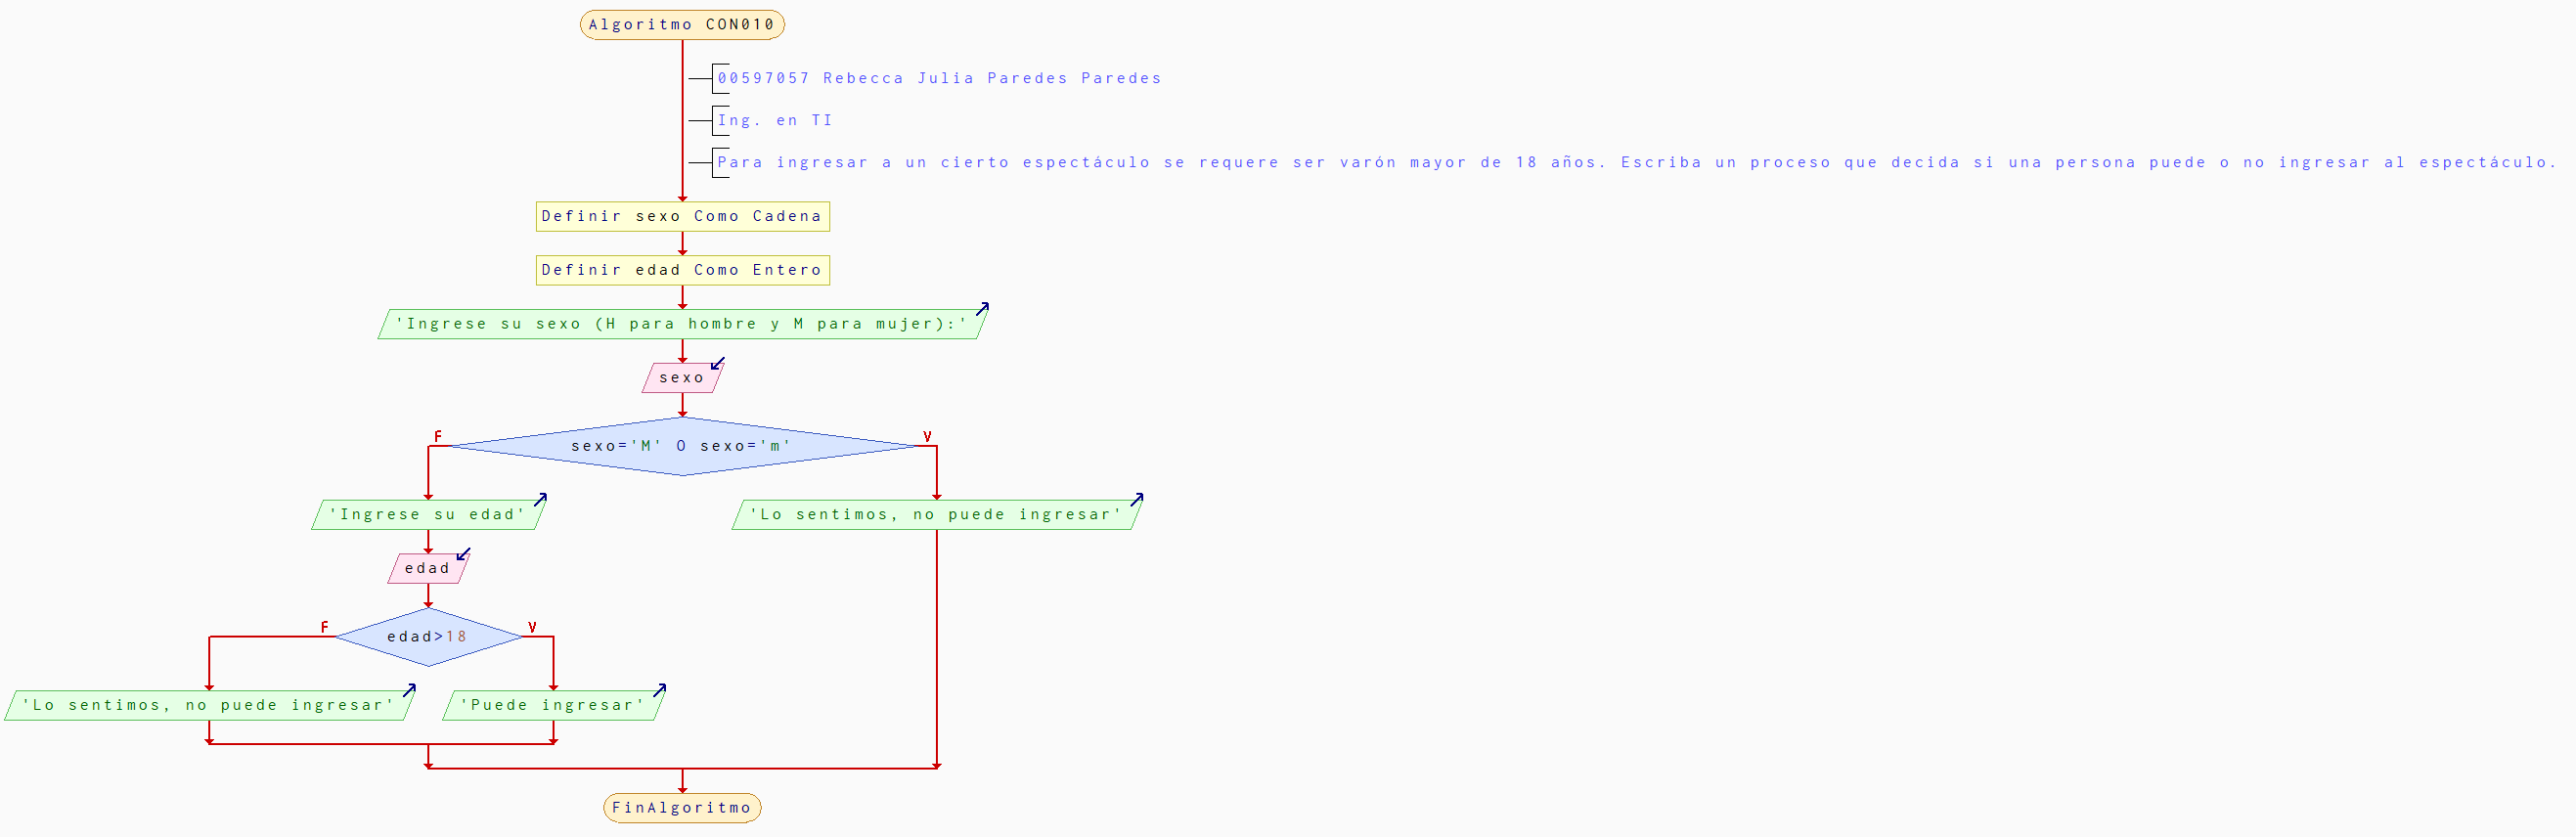 Algoritmo CON010
00597057 Rebecca Julia Paredes Paredes
Ing. en TI
Para ingresar a un cierto espectáculo se requere ser varón mayor de 18 años. Escriba un proceso que decida si una persona puede o no ingresar al espectáculo.
Definir sexo Como Cadena
Definir edad Como Entero
'Ingrese su sexo (H para hombre y M para mujer):'
sexo
F
V
sexo='M' O sexo='m'
'Ingrese su edad'
'Lo sentimos, no puede ingresar'
edad
F
V
edad>18
'Lo sentimos, no puede ingresar'
'Puede ingresar'
FinAlgoritmo